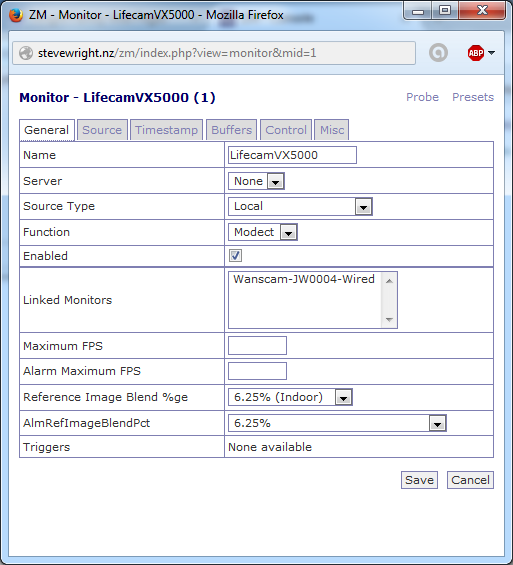 ZM - Monitor - LifecamVX5000 - Mozilla Firefox
stevewright.nz/zm/index.php?view=monitor&mid=1
ABP
Monitor - LifecamVX5000 (1)
Probe Presets
General Source Timestamp Buffers Control Misc
Name LifecamVX5000
Server None
Source Type Local
Function Modect
Enabled
Linked Monitors Wanscam-JW0004-Wired
Maximum FPS
Alarm Maximum FPS
Reference Image Blend %ge 6.25% (Indoor)
AlmRefImageBlendPct 6.25%
Triggers None available
Save Cancel